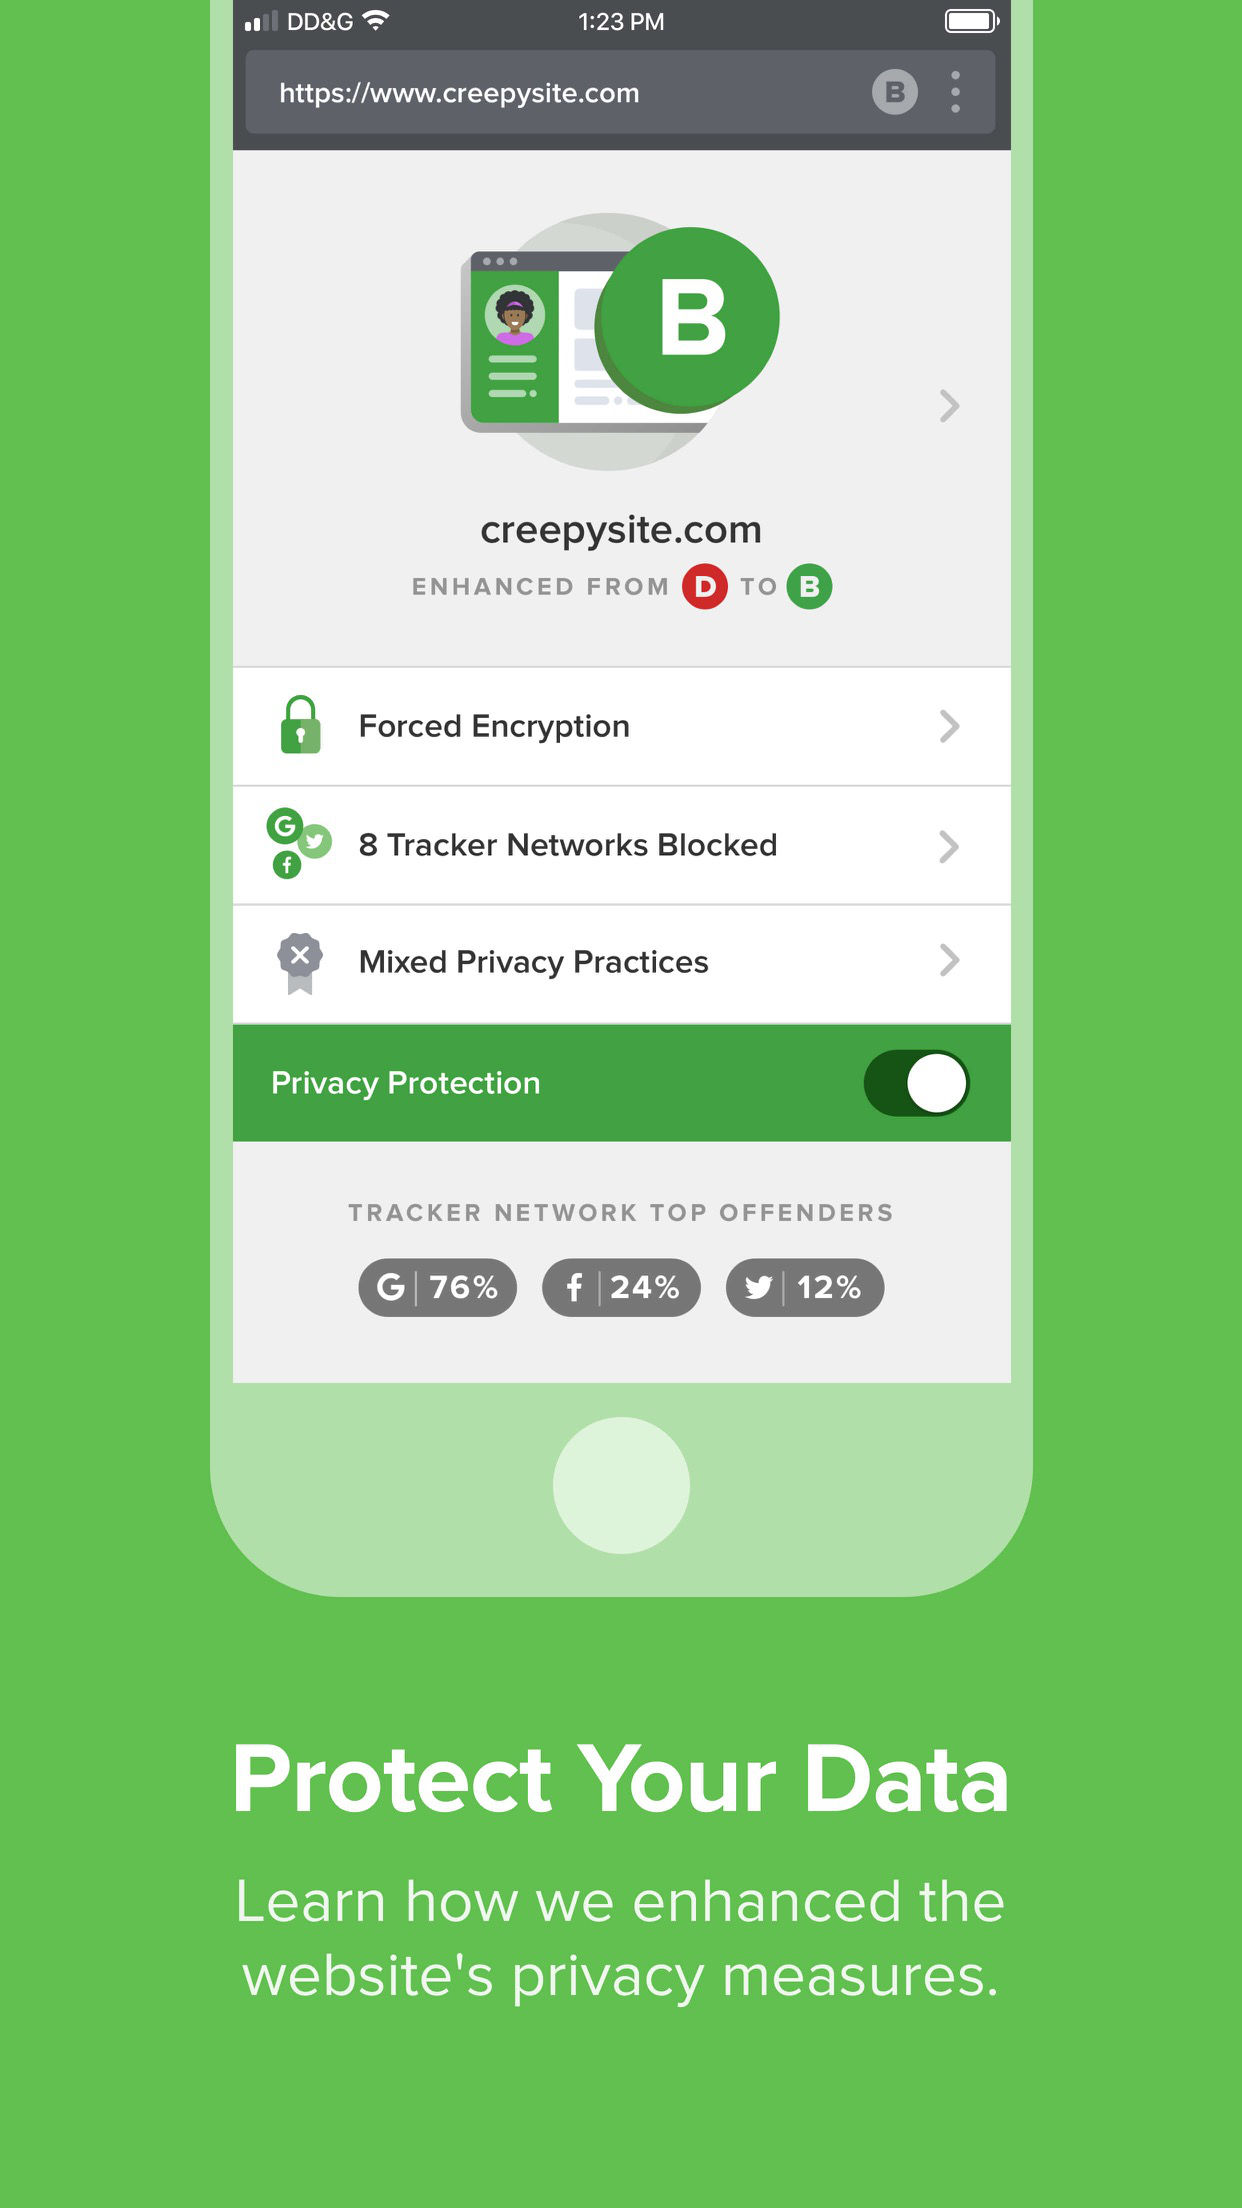 DD&G 1:23 PM
https://www.creepysite.com B
B
creepysite.com
ENHANCED FROM D TO B
Forced Encryption
G
8 Tracker Networks Blocked
f
Mixed Privacy Practices
Privacy Protection
TRACKER NETWORK TOP OFFENDERS
G 76% f 24% 12%
Protect Your Data
Learn how we enhanced the
website's privacy measures.